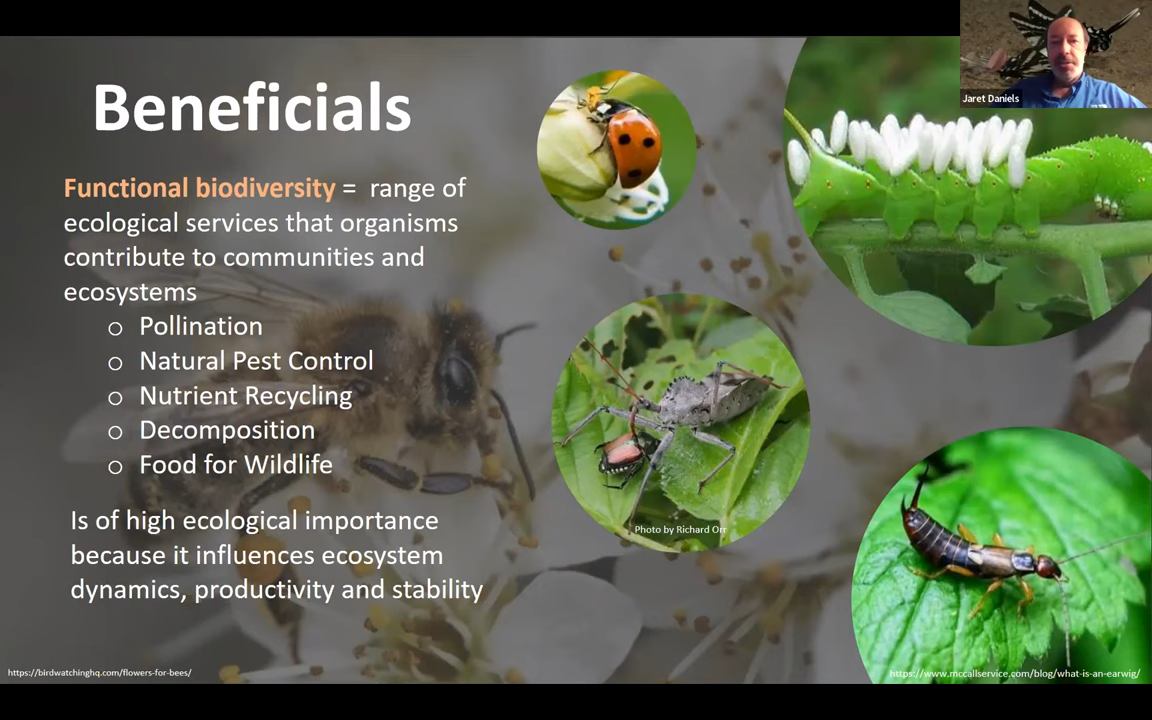 Beneficials
Functional biodiversity = range of
ecological services that organisms
contribute to communities and
ecosystems
o Pollination
o Natural Pest Control
o Nutrient Recycling
o Decomposition
o Food for Wildlife
Is of high ecological importance
because it influences ecosystem
dynamics, productivity and stability
https://birdwatchinghq.com/flowers-for-bees/
Photo by Richard Orr
Jaret Daniels
https://www.mccallservice.com/blog/what-is-an-earwig/